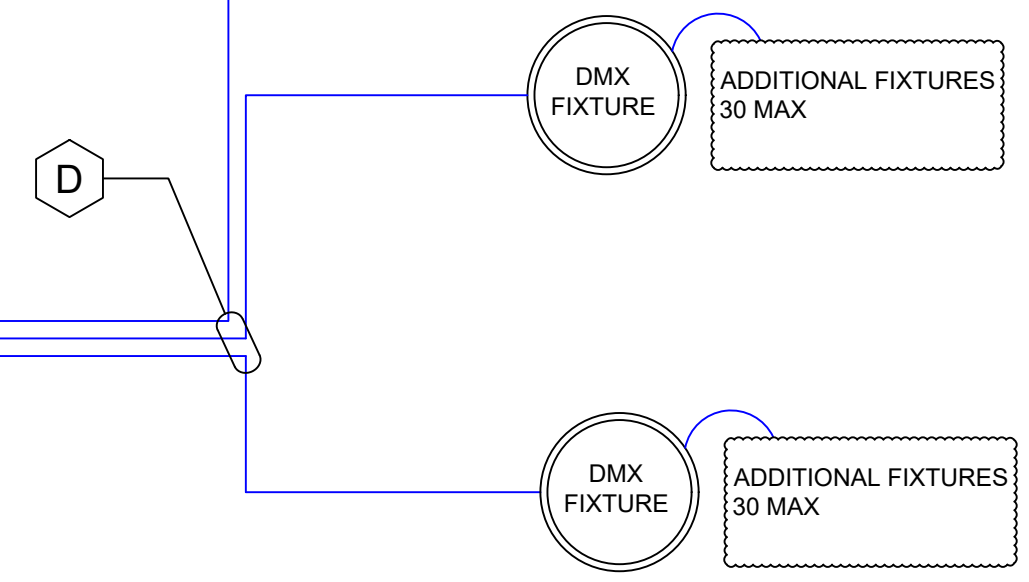 DMX
FIXTURE
ADDITIONAL FIXTURES
30 MAX
D
DMX
FIXTURE
ADDITIONAL FIXTURES
30 MAX